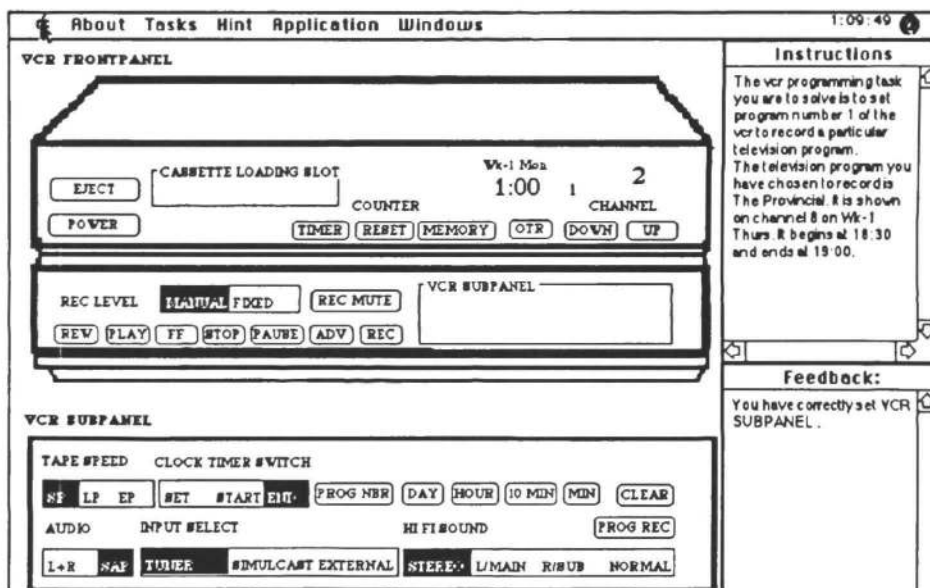 About Tasks Hint Application Windows 1:09:49
VCR FRONTPANEL
EJECT
CASSETTE LOADING SLOT
Wk-1 Mon
1:00 1 2
POWER
COUNTER
CHANNEL
TIMER RESET MEMORY OTR DOWN UP
REC LEVEL MANUAL FIXED REC MUTE
VCR SUBPANEL
REW PLAY FF STOP PAUSE ADV REC
VCR SUBPANEL
TAPE SPEED CLOCK TIMER SWITCH
SP LP EP SET START END PROG NBR DAY HOUR 10 MIN MIN CLEAR
AUDIO INPUT SELECT HI FI SOUND PROG REC
L+R SAP TUNER SIMULCAST EXTERNAL STEREO L/MAIN R/SUB NORMAL
Instructions
The vcr programming task
you are to solve is to set
program number 1 of the
vcr to record a particular
television program.
The television program you
have chosen to record is
The Provincial. It is shown
on channel 8 on Wk-1
Thurs. It begins at 18:30
and ends at 19:00.
Feedback:
You have correctly set VCR
SUBPANEL .